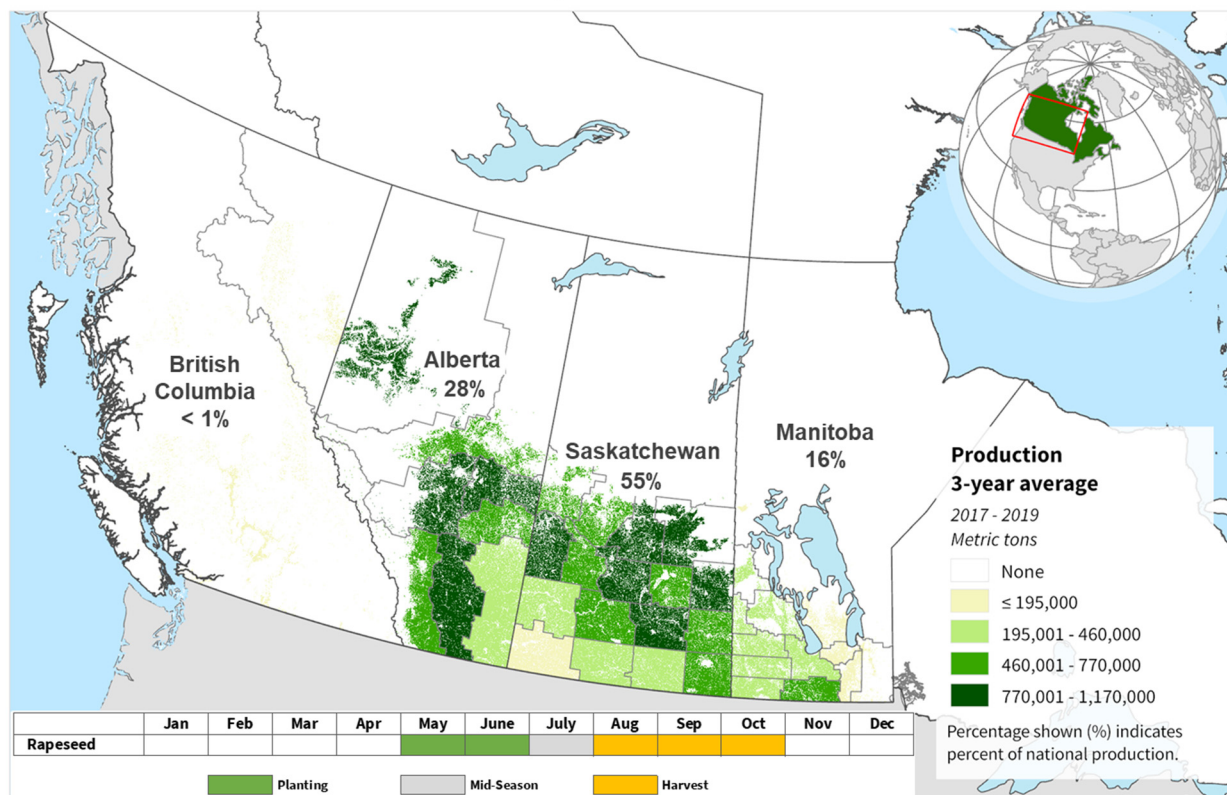 British
Columbia
< 1%
Alberta
28%
Saskatchewan
55%
Manitoba
16%
Production
3-year average
2017 - 2019
Metric tons
None
≤ 195,000
195,001 - 460,000
460,001 - 770,000
770,001 - 1,170,000
Percentage shown (%) indicates
percent of national production.
Jan Feb Mar Apr May June July Aug Sep Oct Nov Dec
Rapeseed
Planting Mid-Season Harvest